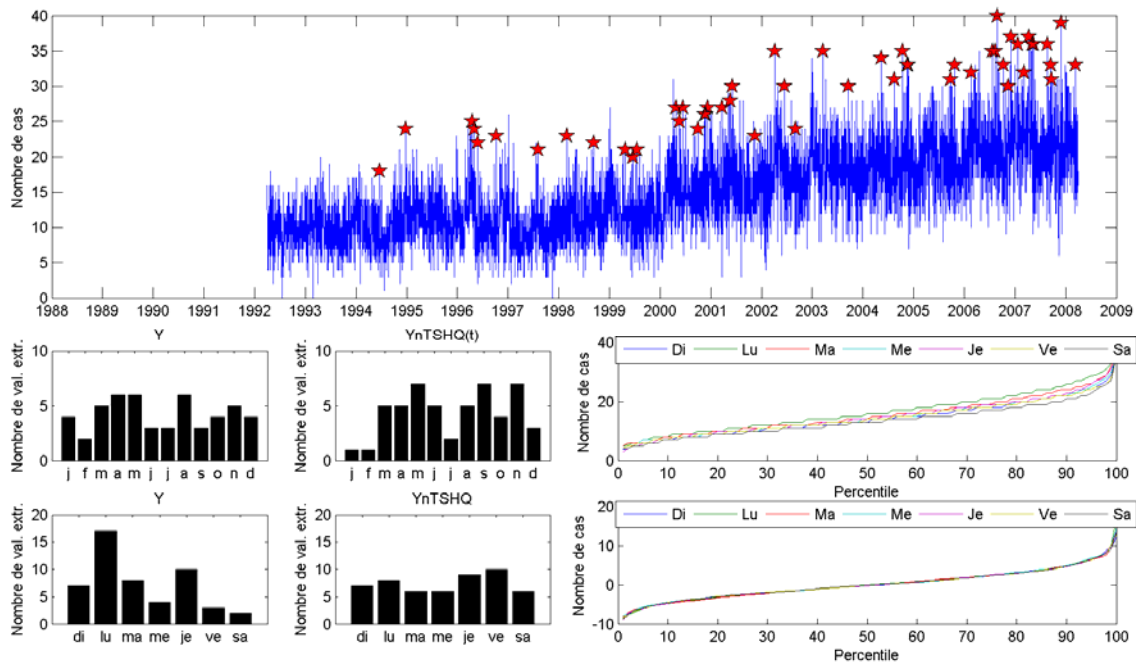 Nombre de cas
40
35
30
25
20
15
10
5
0
1988 1989 1990 1991 1992 1993 1994 1995 1996 1997 1998 1999 2000 2001 2002 2003 2004 2005 2006 2007 2008 2009
Y
Nombre de val. extr.
10
5
0
j f m a m j j a s o n d
YnTSHQ(t)
Nombre de val. extr.
10
5
0
j f m a m j j a s o n d
Di Lu Ma Me Je Ve Sa
Nombre de cas
40
20
0
0 10 20 30 40 50 60 70 80 90 100
Percentile
Y
Nombre de val. extr.
20
15
10
5
0
di lu ma me je ve sa
YnTSHQ
Nombre de val. extr.
20
15
10
5
0
di lu ma me je ve sa
Di Lu Ma Me Je Ve Sa
Nombre de cas
20
10
0
-10
0 10 20 30 40 50 60 70 80 90 100
Percentile